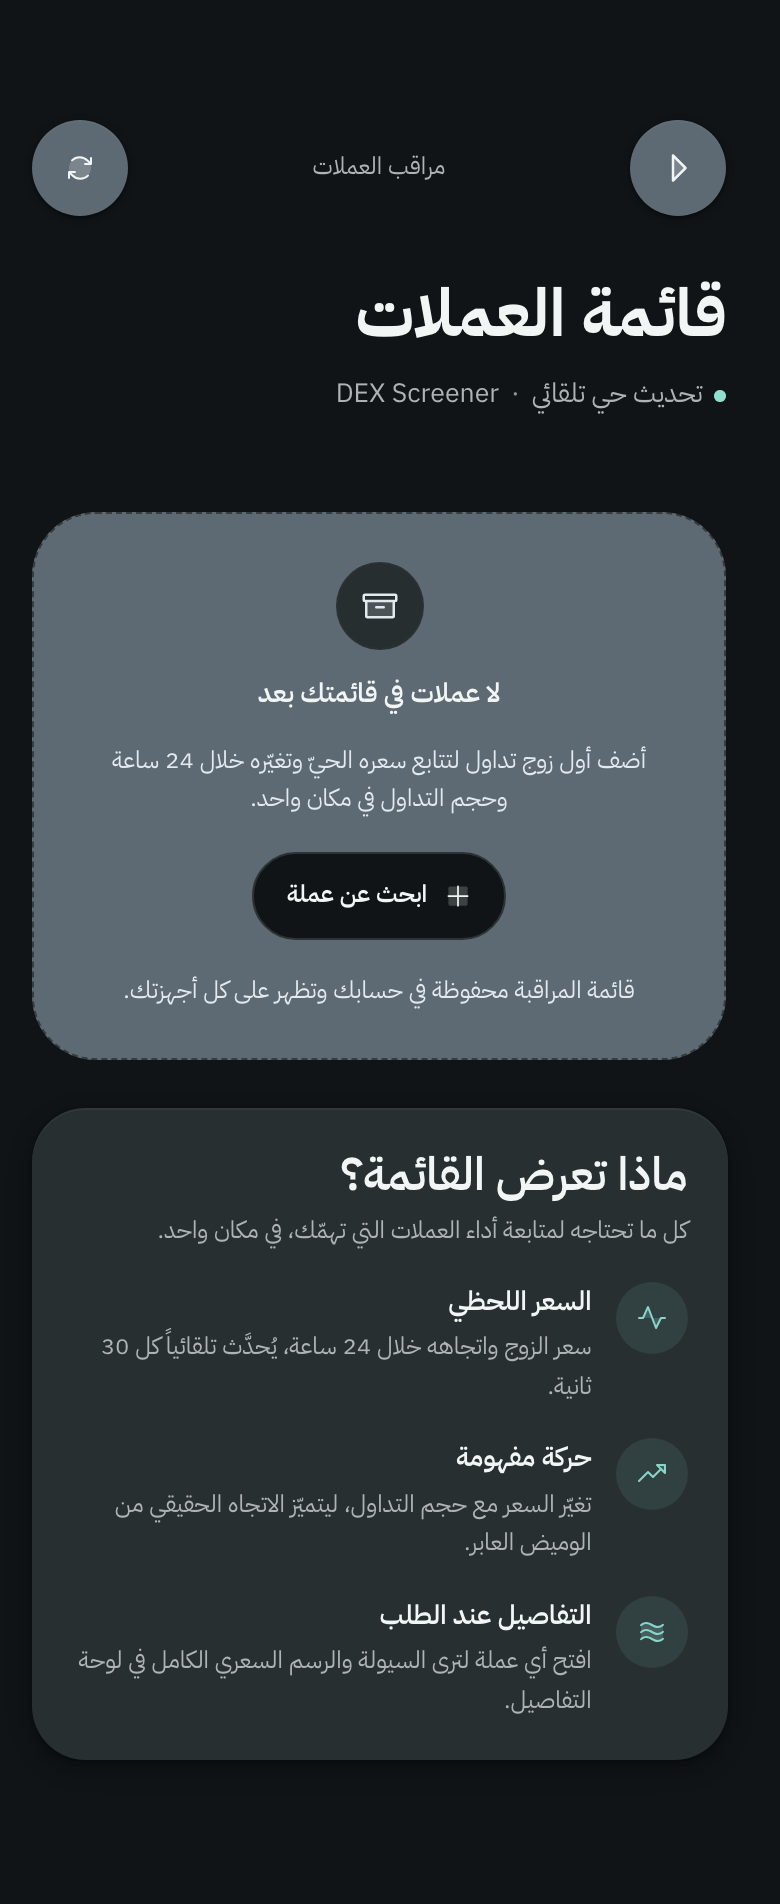 مراقب العملات
قائمة العملات
تحديث حي تلقائي · DEX Screener
لا عملات في قائمتك بعد
أضف أول زوج تداول لتتابع سعره الحيّ وتغيّره خلال 24 ساعة
وحجم التداول في مكان واحد.
ابحث عن عملة
قائمة المراقبة محفوظة في حسابك وتظهر على كل أجهزتك.
ماذا تعرض القائمة؟
كل ما تحتاجه لمتابعة أداء العملات التي تهمّك، في مكان واحد.
السعر اللحظي
سعر الزوج واتجاهه خلال 24 ساعة، يُحدَّث تلقائياً كل 30
ثانية.
حركة مفهومة
تغيّر السعر مع حجم التداول، ليتميّز الاتجاه الحقيقي من
الوميض العابر.
التفاصيل عند الطلب
افتح أي عملة لترى السيولة والرسم السعري الكامل في لوحة
التفاصيل.